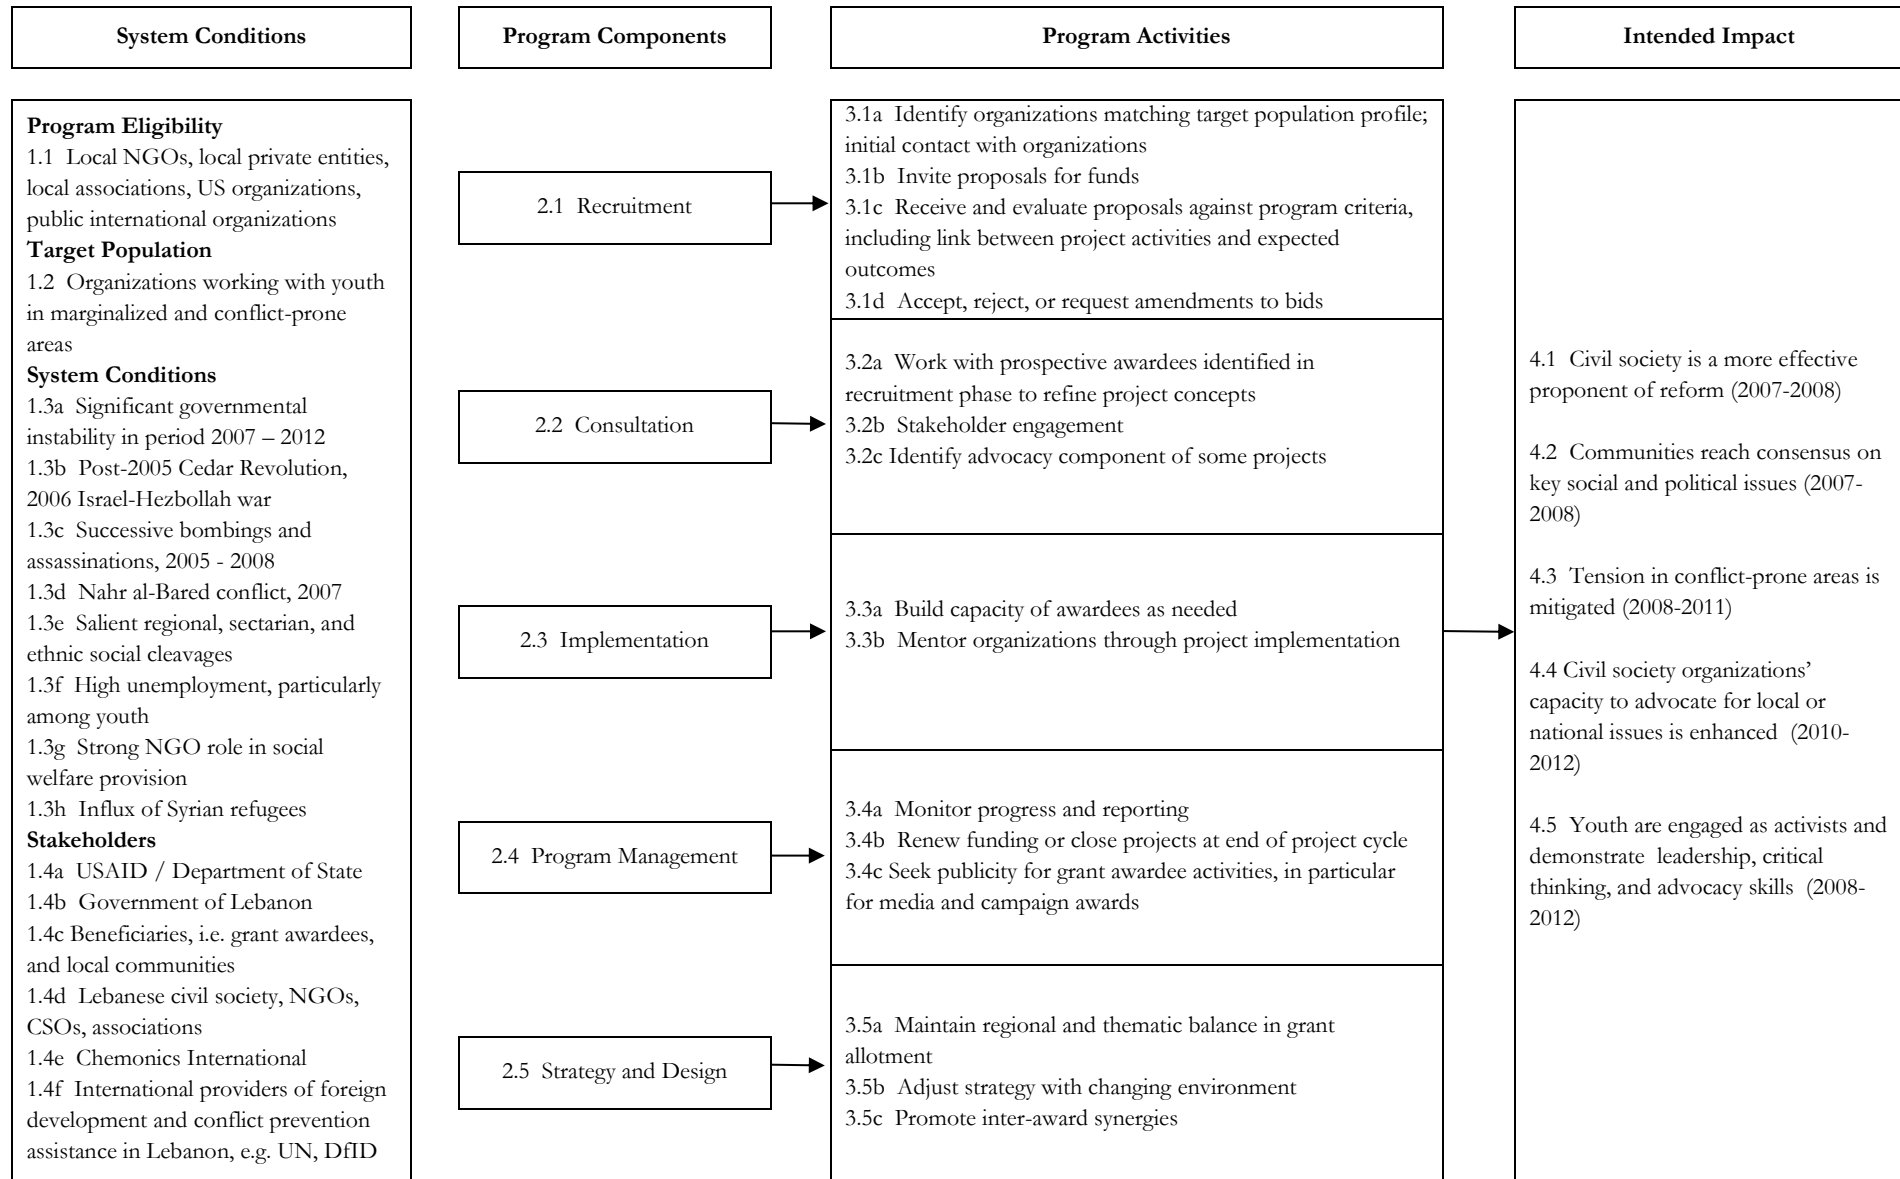 System Conditions
Program Components
Program Activities
Intended Impact
Program Eligibility
1.1  Local NGOs, local private entities,
local associations, US organizations,
public international organizations
Target Population
1.2  Organizations working with youth
in marginalized and conflict-prone
areas
System Conditions
1.3a  Significant governmental
instability in period 2007 – 2012
1.3b  Post-2005 Cedar Revolution,
2006 Israel-Hezbollah war
1.3c  Successive bombings and
assassinations, 2005 - 2008
1.3d  Nahr al-Bared conflict, 2007
1.3e  Salient regional, sectarian, and
ethnic social cleavages
1.3f  High unemployment, particularly
among youth
1.3g  Strong NGO role in social
welfare provision
1.3h  Influx of Syrian refugees
Stakeholders
1.4a  USAID / Department of State
1.4b  Government of Lebanon
1.4c Beneficiaries, i.e. grant awardees,
and local communities
1.4d  Lebanese civil society, NGOs,
CSOs, associations
1.4e  Chemonics International
1.4f  International providers of foreign
development and conflict prevention
assistance in Lebanon, e.g. UN, DfID
2.1  Recruitment
2.2  Consultation
2.3  Implementation
2.4  Program Management
2.5  Strategy and Design
3.1a  Identify organizations matching target population profile;
initial contact with organizations
3.1b  Invite proposals for funds
3.1c  Receive and evaluate proposals against program criteria,
including link between project activities and expected
outcomes
3.1d  Accept, reject, or request amendments to bids
3.2a  Work with prospective awardees identified in
recruitment phase to refine project concepts
3.2b  Stakeholder engagement
3.2c Identify advocacy component of some projects
3.3a  Build capacity of awardees as needed
3.3b  Mentor organizations through project implementation
3.4a  Monitor progress and reporting
3.4b  Renew funding or close projects at end of project cycle
3.4c Seek publicity for grant awardee activities, in particular
for media and campaign awards
3.5a  Maintain regional and thematic balance in grant
allotment
3.5b  Adjust strategy with changing environment
3.5c  Promote inter-award synergies
4.1  Civil society is a more effective
proponent of reform (2007-2008)
4.2  Communities reach consensus on
key social and political issues (2007-
2008)
4.3  Tension in conflict-prone areas is
mitigated (2008-2011)
4.4 Civil society organizations’
capacity to advocate for local or
national issues is enhanced  (2010-
2012)
4.5  Youth are engaged as activists and
demonstrate  leadership, critical
thinking, and advocacy skills  (2008-
2012)